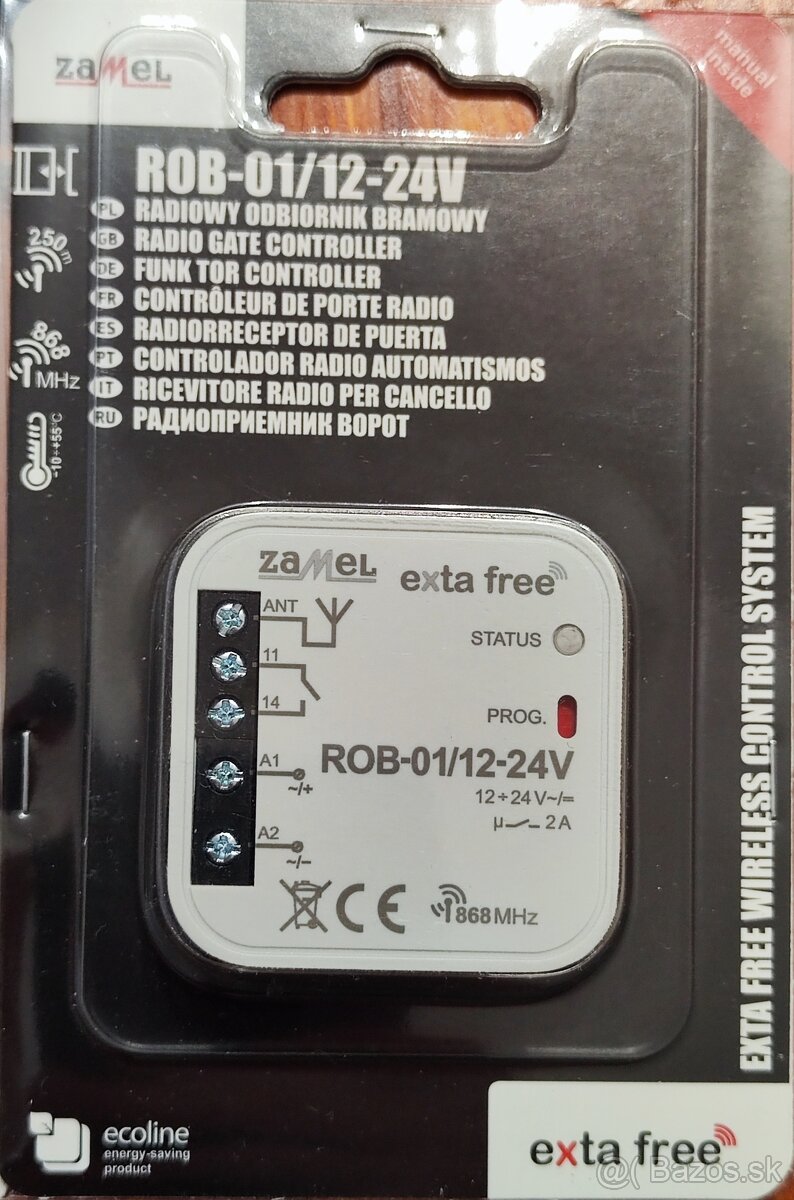 zamel
manual
inside
ROB-01/12-24V
PL RADIOWY ODBIORNIK BRAMOWY
GB RADIO GATE CONTROLLER
DE FUNK TOR CONTROLLER
FR CONTRÔLEUR DE PORTE RADIO
ES RADIORRECEPTOR DE PUERTA
PT CONTROLADOR RADIO AUTOMATISMOS
IT RICEVITORE RADIO PER CANCELLO
RU РАДИОПРИЕМНИК ВОРОТ
250m
868
MHz
-10÷+55°C
zamel exta free
ANT
STATUS
11
14
PROG.
ROB-01/12-24V
A1
~/+
12÷24V~/=
µ 2A
A2
~/–
CE
868MHz
EXTA FREE WIRELESS CONTROL SYSTEM
ecoline
energy-saving
product
exta free
@( Bazos.sk